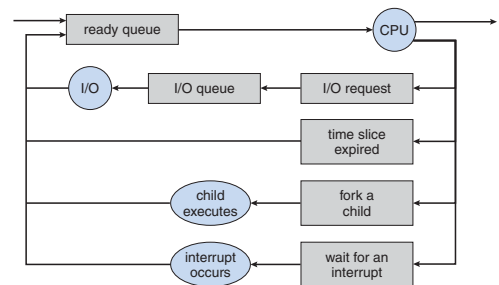 ready queue
CPU
I/O
I/O queue
I/O request
time slice
expired
child
executes
fork a
child
interrupt
occurs
wait for an
interrupt